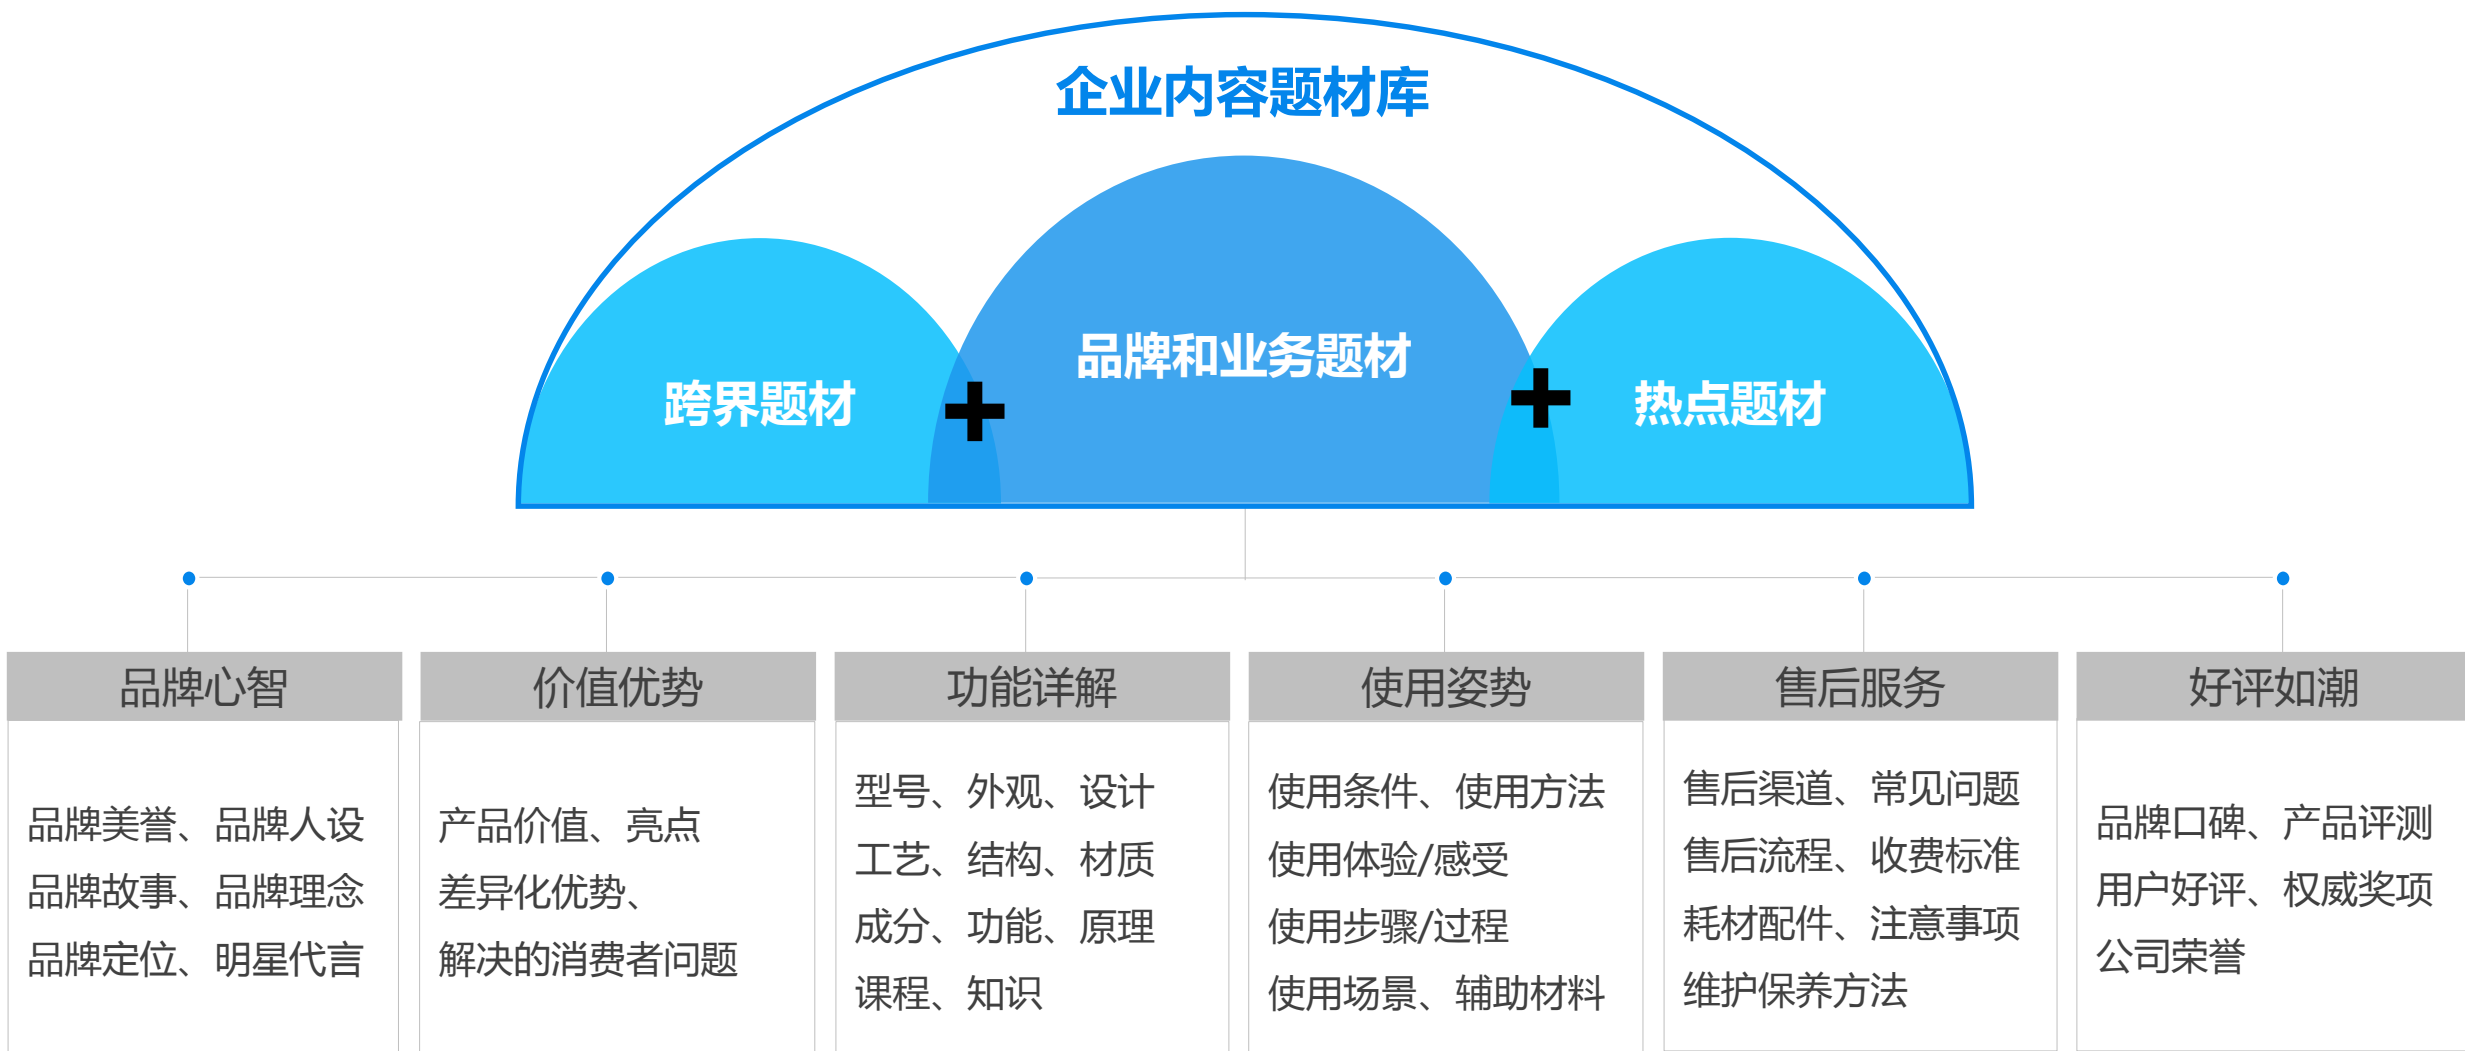 企业内容题材库
品牌和业务题材
跨界题材
热点题材
品牌心智
品牌美誉、品牌人设
品牌故事、品牌理念
品牌定位、明星代言
价值优势
产品价值、亮点
差异化优势、
解决的消费者问题
功能详解
型号、外观、设计
工艺、结构、材质
成分、功能、原理
课程、知识
使用姿势
使用条件、使用方法
使用体验/感受
使用步骤/过程
使用场景、辅助材料
售后服务
售后渠道、常见问题
售后流程、收费标准
耗材配件、注意事项
维护保养方法
好评如潮
品牌口碑、产品评测
用户好评、权威奖项
公司荣誉